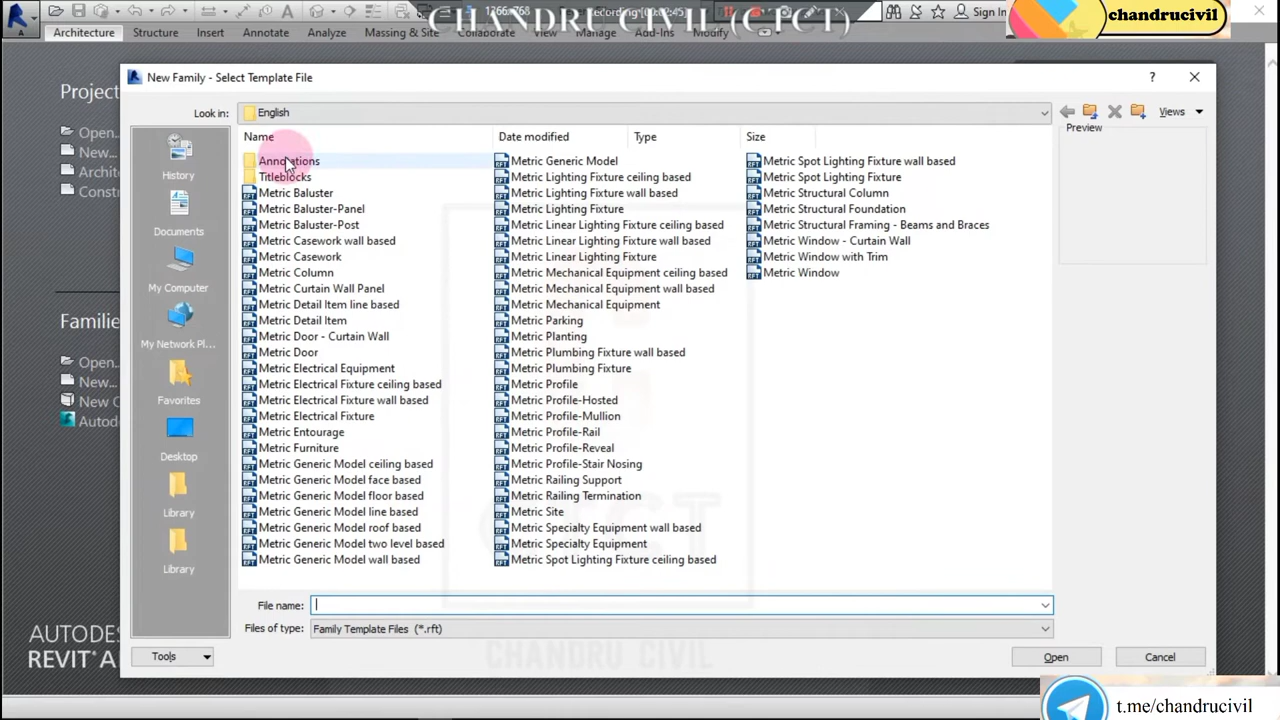 CHANDRU CIVIL (CFCT)
1266x768
Recording [00:02:45]
Sign In
chandrucivil
Architecture Structure Insert Annotate Analyze Massing & Site Collaborate View Manage Add-Ins Modify
New Family - Select Template File
Look in: English
Views
Preview
Name Date modified Type Size
Annotations
Titleblocks
Metric Baluster
Metric Baluster-Panel
Metric Baluster-Post
Metric Casework wall based
Metric Casework
Metric Column
Metric Curtain Wall Panel
Metric Detail Item line based
Metric Detail Item
Metric Door - Curtain Wall
Metric Door
Metric Electrical Equipment
Metric Electrical Fixture ceiling based
Metric Electrical Fixture wall based
Metric Electrical Fixture
Metric Entourage
Metric Furniture
Metric Generic Model ceiling based
Metric Generic Model face based
Metric Generic Model floor based
Metric Generic Model line based
Metric Generic Model roof based
Metric Generic Model two level based
Metric Generic Model wall based
Metric Generic Model
Metric Lighting Fixture ceiling based
Metric Lighting Fixture wall based
Metric Lighting Fixture
Metric Linear Lighting Fixture ceiling based
Metric Linear Lighting Fixture wall based
Metric Linear Lighting Fixture
Metric Mechanical Equipment ceiling based
Metric Mechanical Equipment wall based
Metric Mechanical Equipment
Metric Parking
Metric Planting
Metric Plumbing Fixture wall based
Metric Plumbing Fixture
Metric Profile
Metric Profile-Hosted
Metric Profile-Mullion
Metric Profile-Rail
Metric Profile-Reveal
Metric Profile-Stair Nosing
Metric Railing Support
Metric Railing Termination
Metric Site
Metric Specialty Equipment wall based
Metric Specialty Equipment
Metric Spot Lighting Fixture ceiling based
Metric Spot Lighting Fixture wall based
Metric Spot Lighting Fixture
Metric Structural Column
Metric Structural Foundation
Metric Structural Framing - Beams and Braces
Metric Window - Curtain Wall
Metric Window with Trim
Metric Window
History
Documents
My Computer
My Network Pl...
Favorites
Desktop
Library
Library
File name:
Files of type: Family Template Files (*.rft)
Tools
Open
Cancel
Project
Open...
New...
Archite
Constr
Families
Open...
New...
New C
Autod
AUTODES
REVIT A
CFCT
CHANDRU CIVIL
t.me/chandrucivil